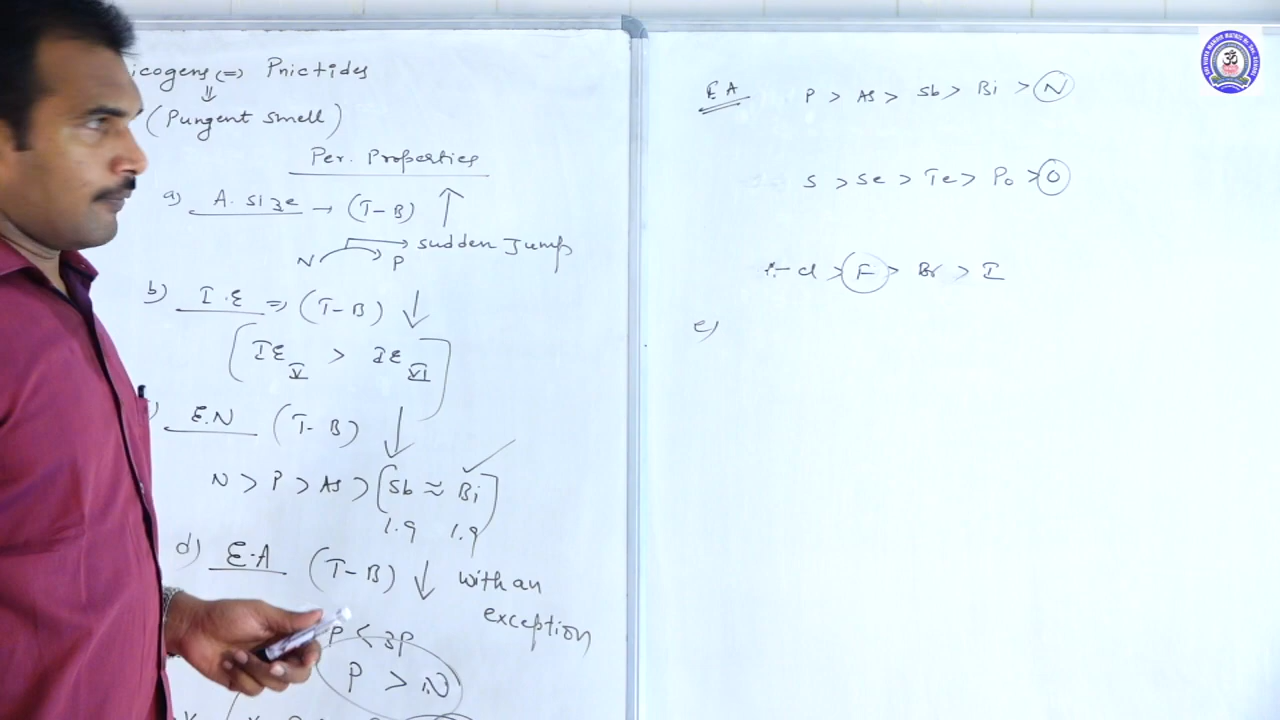 icogens (=) Pnictides
⇓
(Pungent smell)
Per. Properties
a) A. size → (T-B) ↑
N P → sudden Jump
b) I.E ⇒ (T-B) ↓
IE V > IE VI
E.N (T-B) ↓
N > P > As > (Sb ≈ Bi)
1.9 1.9
d) E.A (T-B) ↓ with an
exception
P < 3P
P > N
EA P > As > Sb > Bi > N
S > Se > Te > Po > O
Cl > F > Br > I
e)